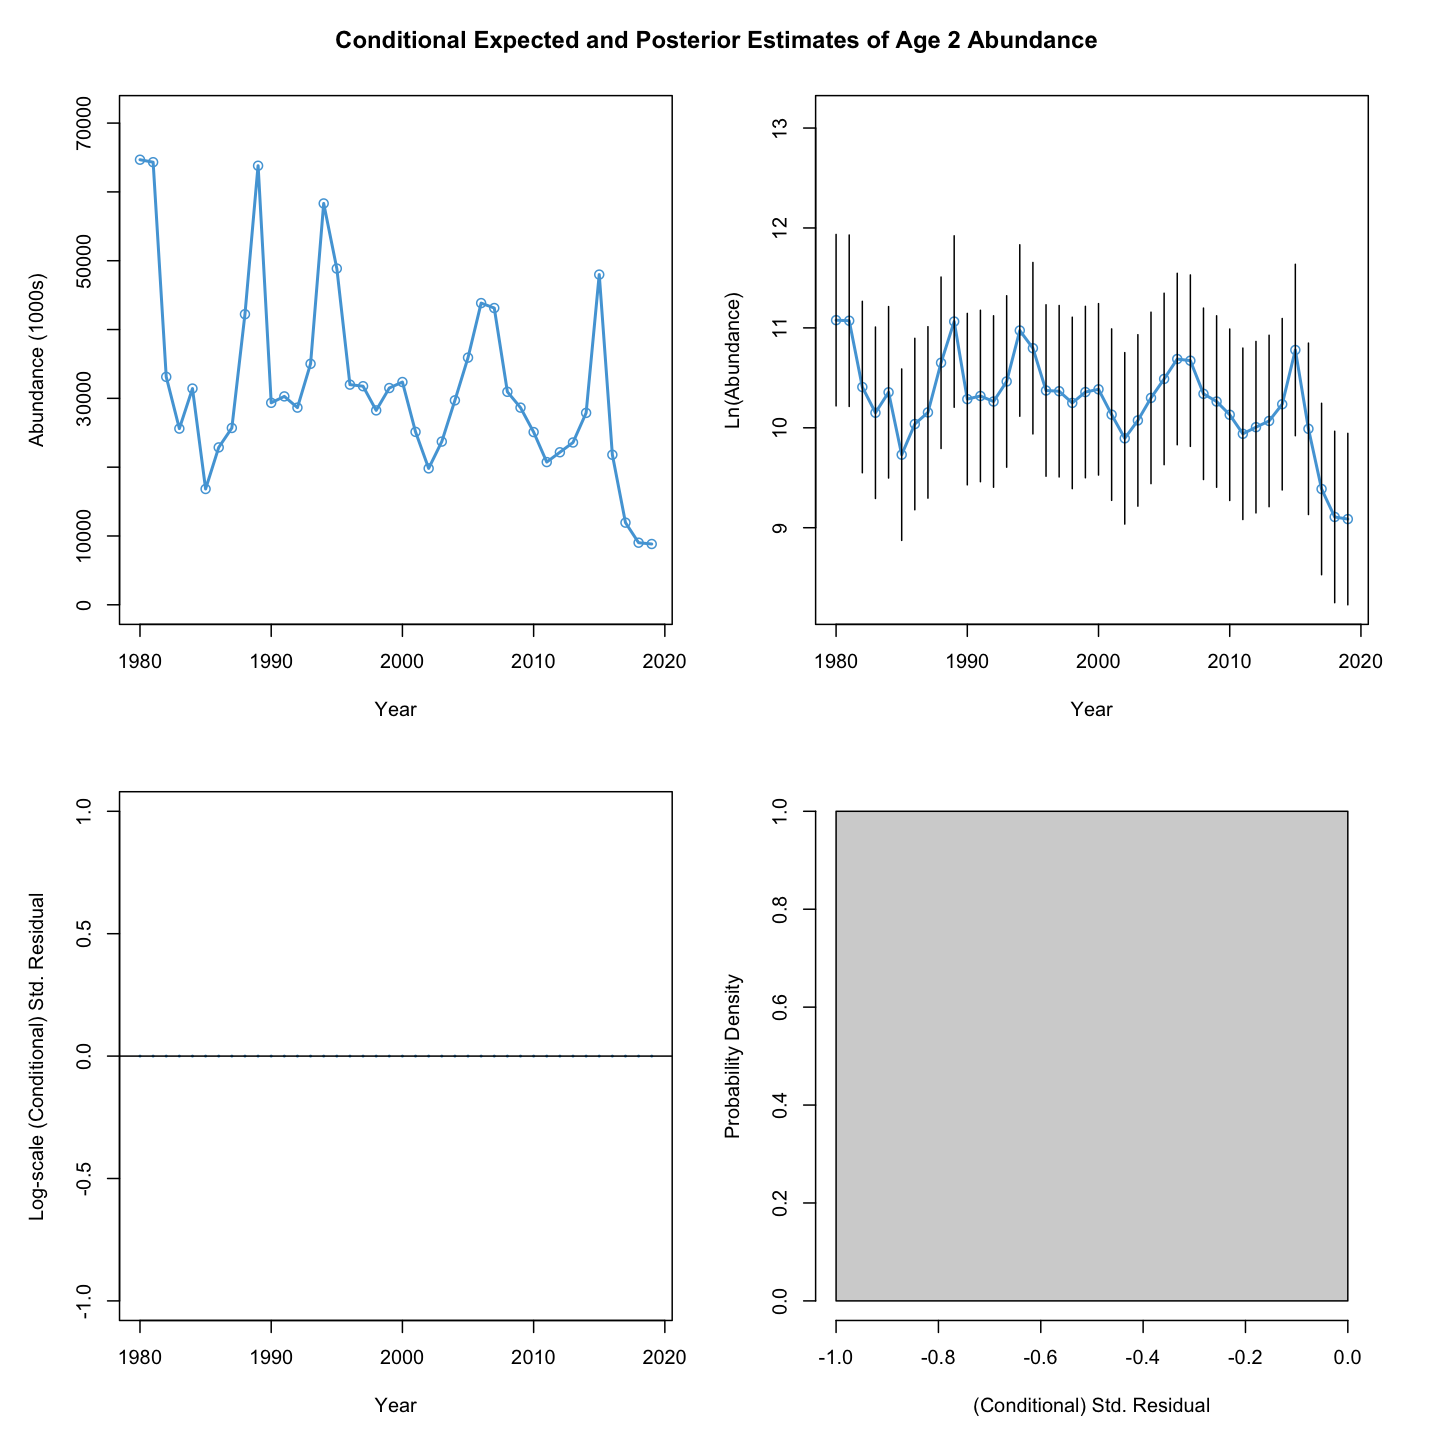 Conditional Expected and Posterior Estimates of Age 2 Abundance
Abundance (1000s)
70000
50000
30000
10000
0
1980 1990 2000 2010 2020
Year
Ln(Abundance)
13
12
11
10
9
1980 1990 2000 2010 2020
Year
Log-scale (Conditional) Std. Residual
1.0
0.5
0.0
-0.5
-1.0
1980 1990 2000 2010 2020
Year
Probability Density
1.0
0.8
0.6
0.4
0.2
0.0
-1.0 -0.8 -0.6 -0.4 -0.2 0.0
(Conditional) Std. Residual